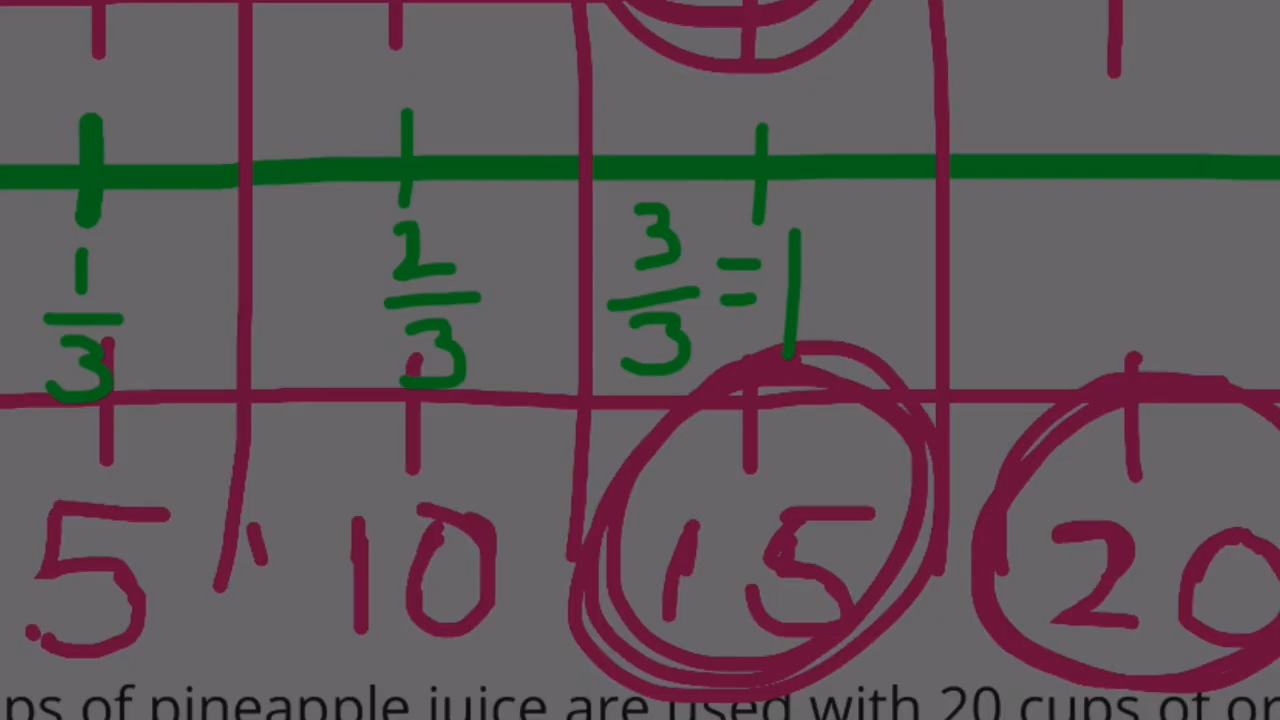 1/3 2/3 3/3 = 1
5 10 15 20
ps of pineapple juice are used with 20 cups of or